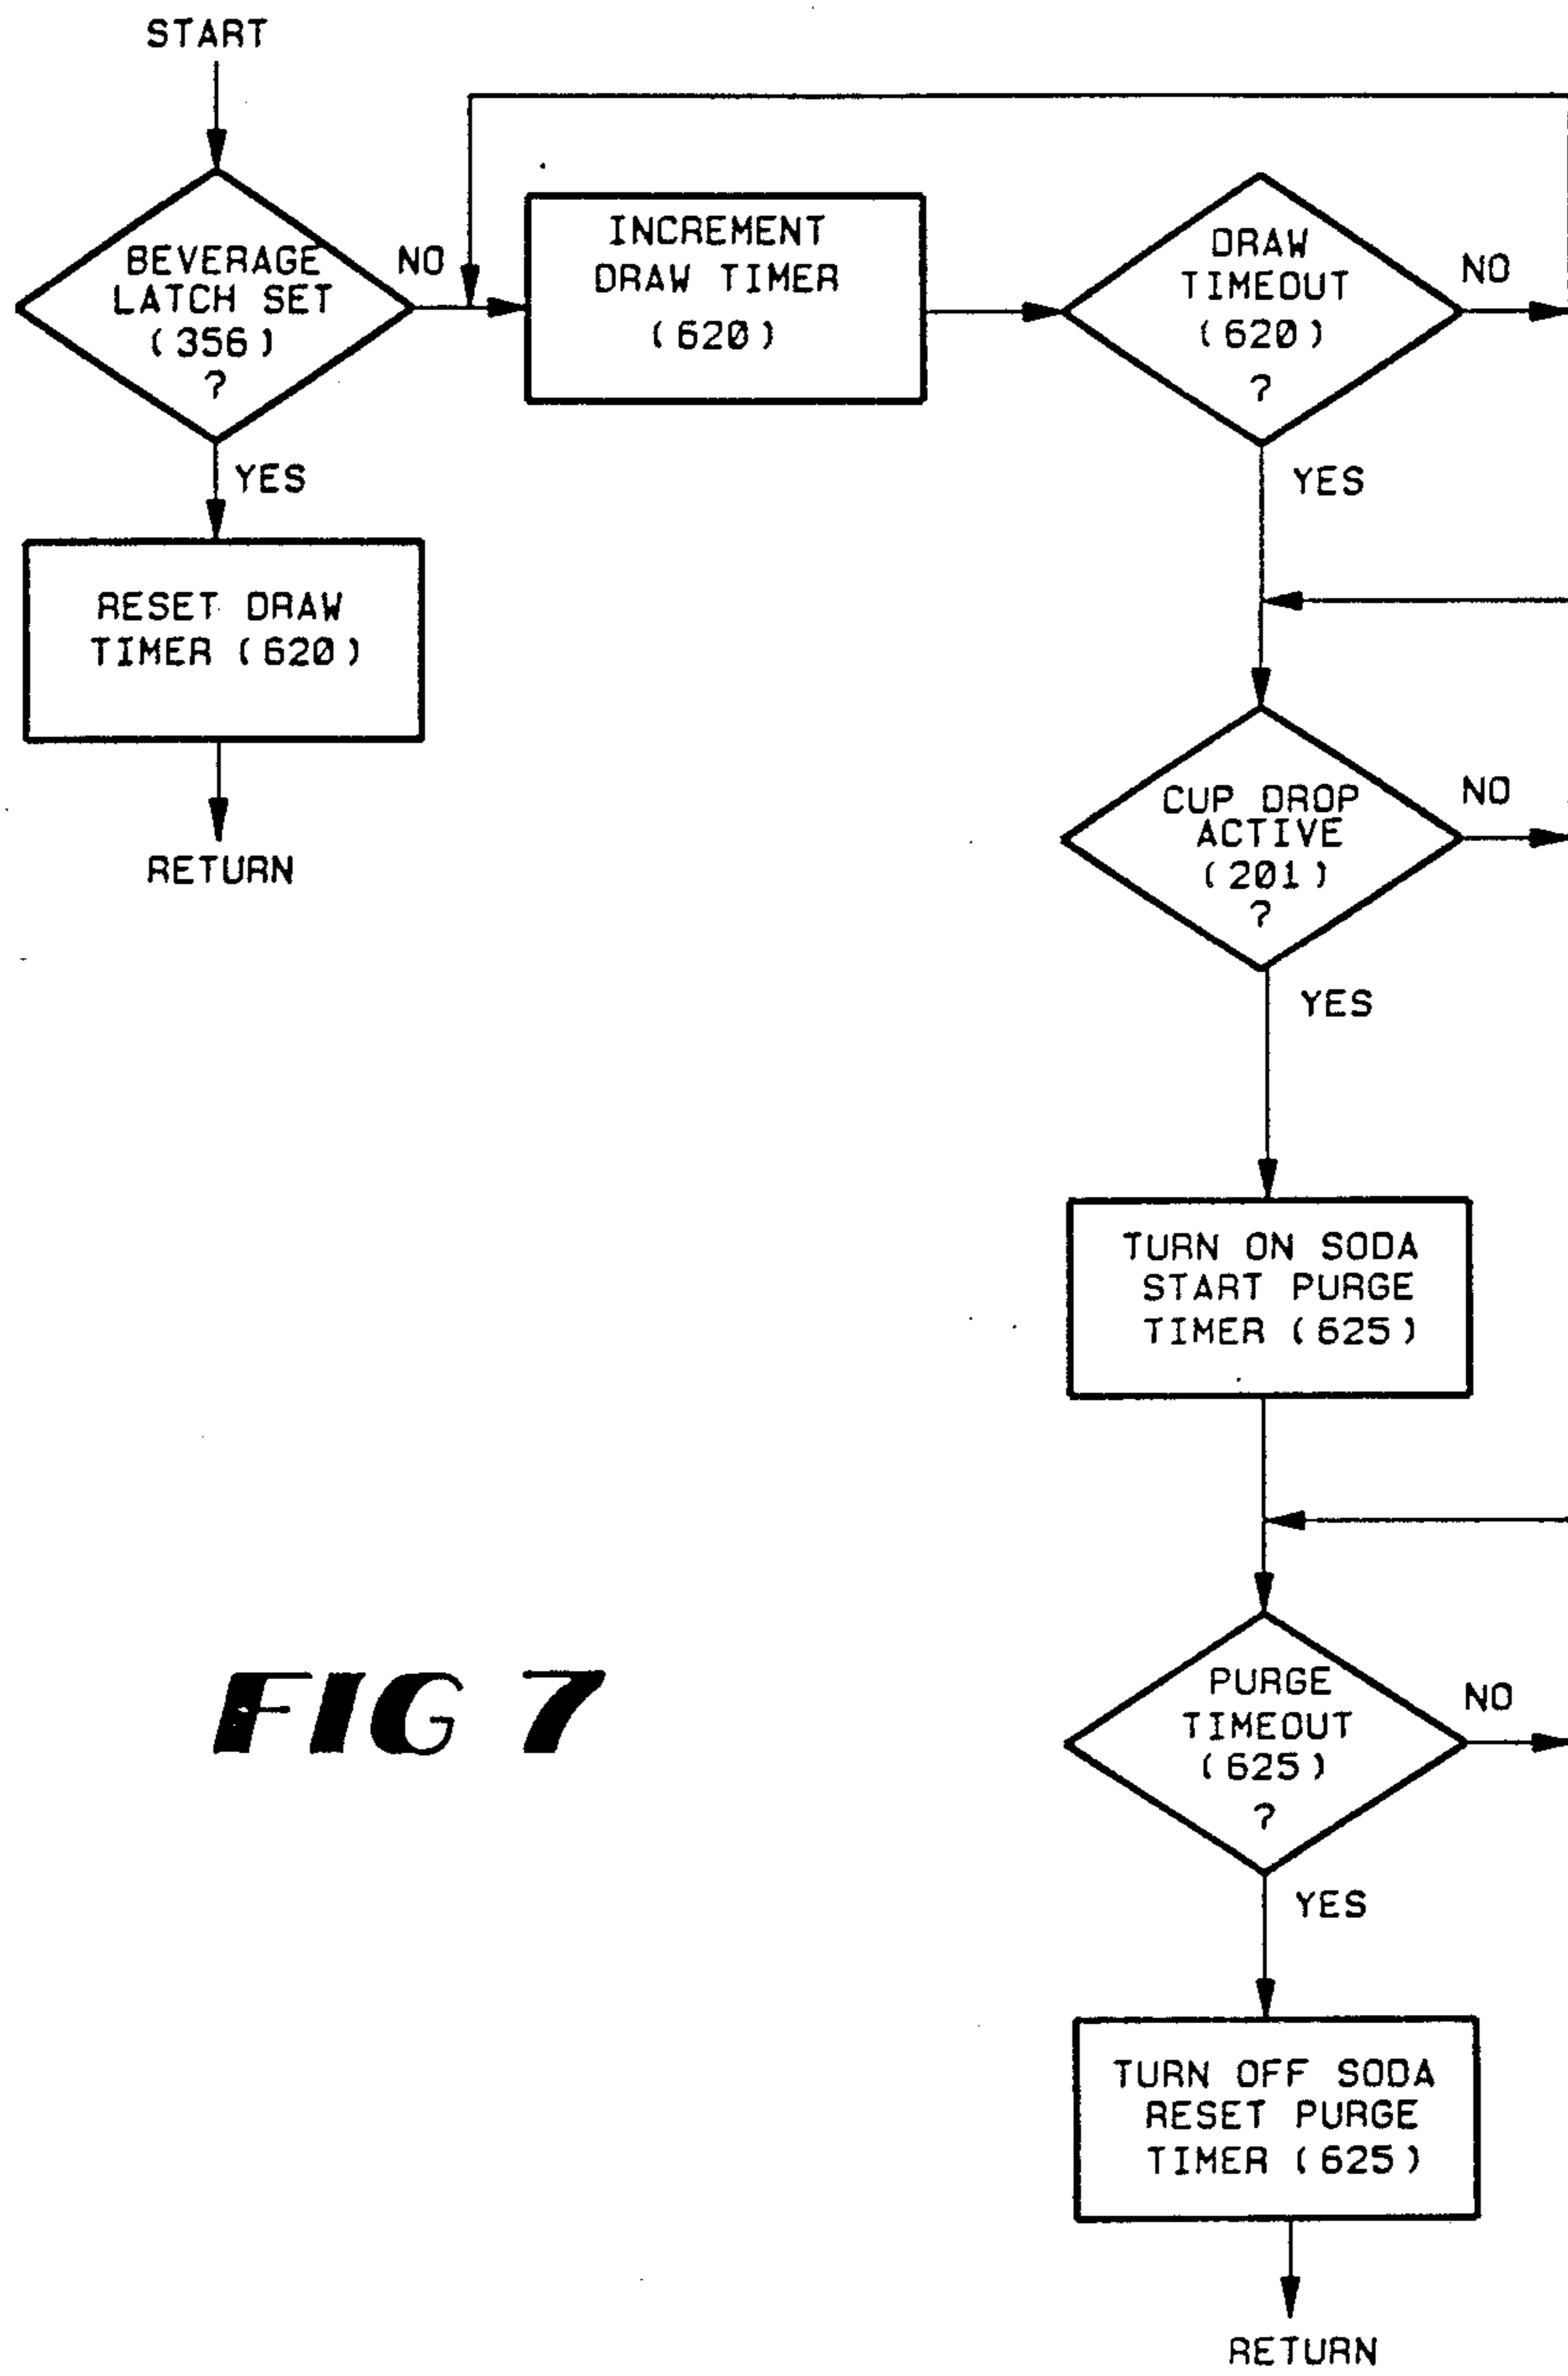 START
BEVERAGE
LATCH SET
(356)
?
NO
INCREMENT
DRAW TIMER
(620)
DRAW
TIMEOUT
(620)
?
NO
YES
RESET DRAW
TIMER (620)
RETURN
YES
CUP DROP
ACTIVE
(201)
?
NO
YES
TURN ON SODA
START PURGE
TIMER (625)
PURGE
TIMEOUT
(625)
?
NO
YES
TURN OFF SODA
RESET PURGE
TIMER (625)
RETURN
FIG 7